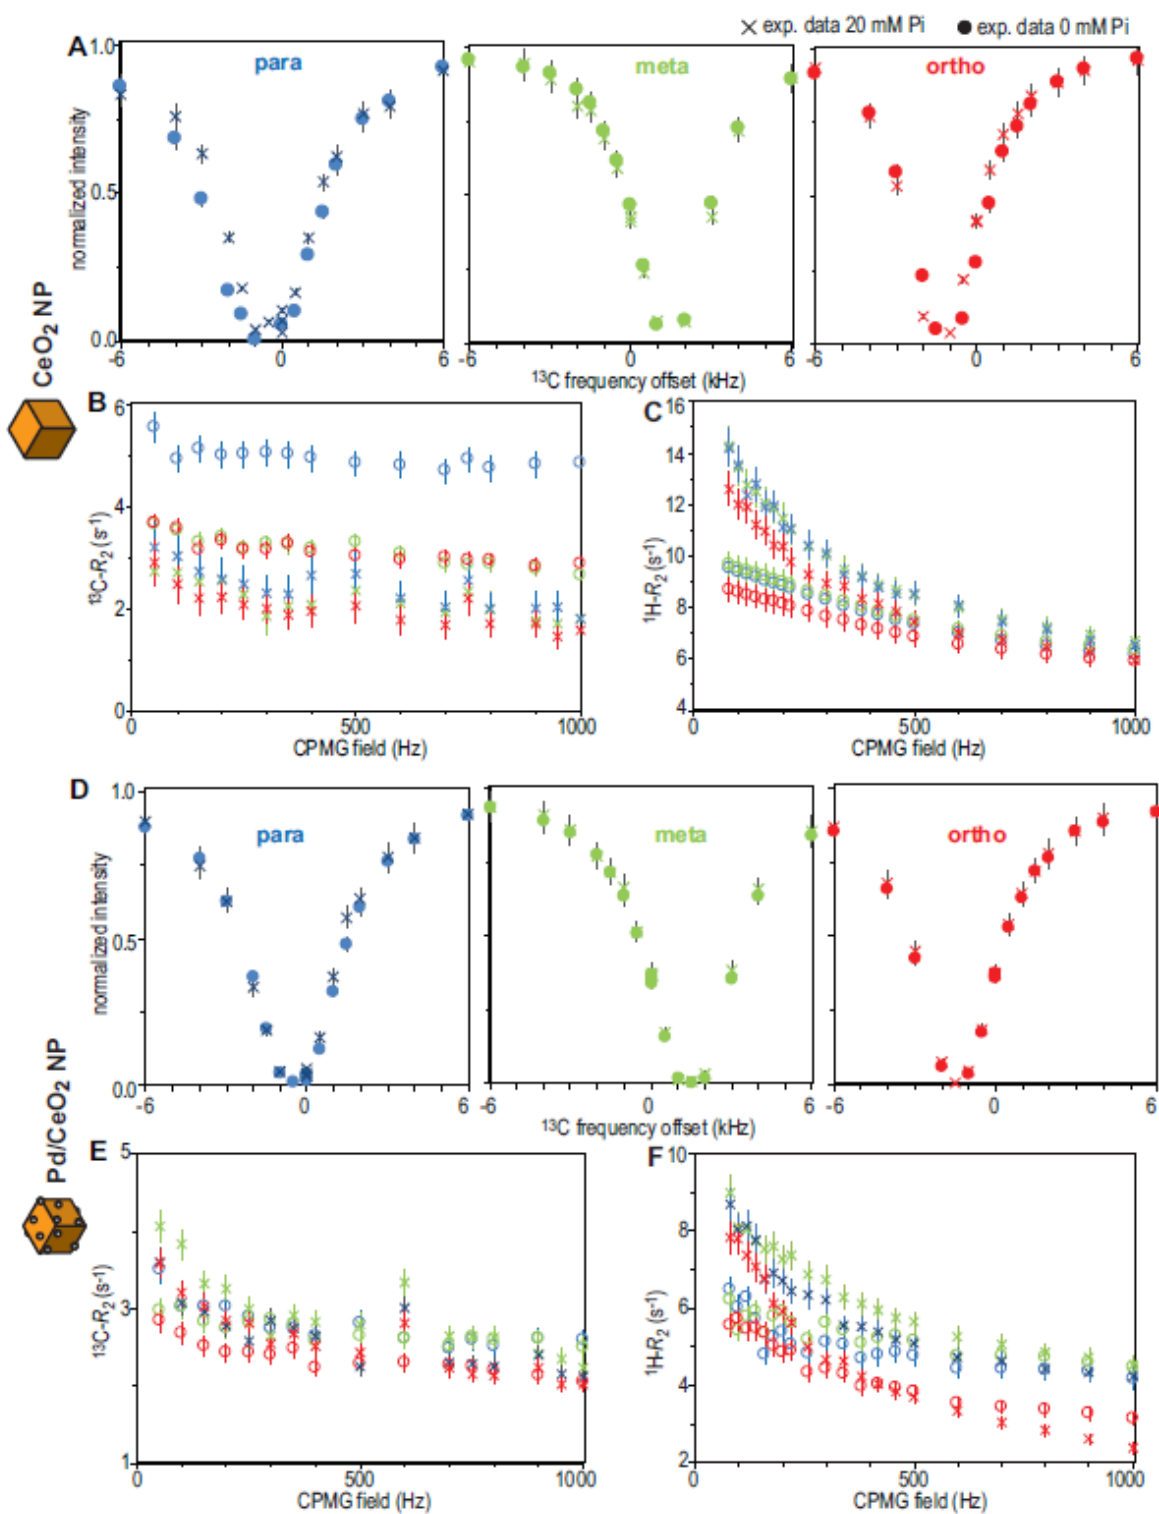 × exp. data 20 mM Pi ● exp. data 0 mM Pi
A
para
meta
ortho
1.0
0.5
0.0
normalized intensity
-6 0 6
-6 0 6
-6 0 6
¹³C frequency offset (kHz)
CeO₂ NP
B
6
4
2
0
¹³C-R₂ (s⁻¹)
0 500 1000
CPMG field (Hz)
C
16
14
12
10
8
6
4
¹H-R₂ (s⁻¹)
0 500 1000
CPMG field (Hz)
D
para
meta
ortho
1.0
0.5
0.0
normalized intensity
-6 0 6
-6 0 6
-6 0 6
¹³C frequency offset (kHz)
Pd/CeO₂ NP
E
5
3
1
¹³C-R₂ (s⁻¹)
0 500 1000
CPMG field (Hz)
F
10
8
6
4
2
¹H-R₂ (s⁻¹)
0 500 1000
CPMG field (Hz)